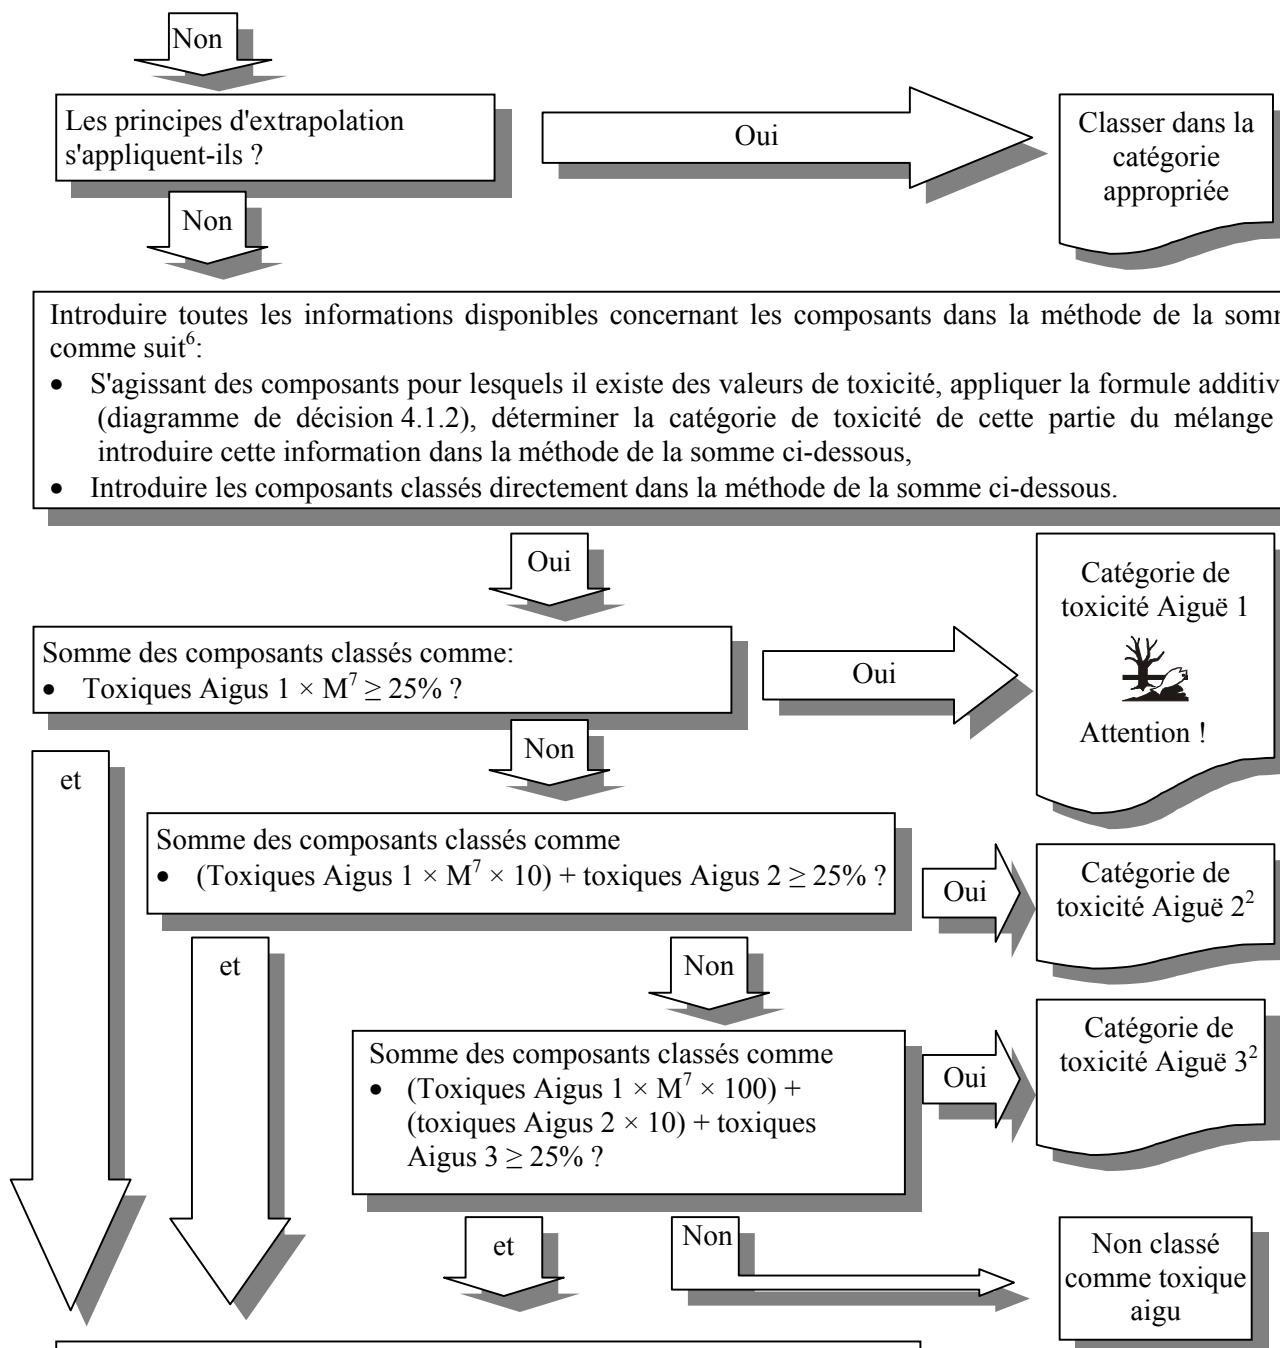 Non
Les principes d'extrapolation
s'appliquent-ils ?
Oui
Classer dans la
catégorie
appropriée
Non
Introduire toutes les informations disponibles concernant les composants dans la méthode de la somm
comme suit⁶:
• S'agissant des composants pour lesquels il existe des valeurs de toxicité, appliquer la formule additiv
(diagramme de décision 4.1.2), déterminer la catégorie de toxicité de cette partie du mélange
introduire cette information dans la méthode de la somme ci-dessous,
• Introduire les composants classés directement dans la méthode de la somme ci-dessous.
Oui
Somme des composants classés comme:
• Toxiques Aigus 1 × M⁷ ≥ 25% ?
Oui
Catégorie de
toxicité Aiguë 1
Attention !
Non
et
Somme des composants classés comme
• (Toxiques Aigus 1 × M⁷ × 10) + toxiques Aigus 2 ≥ 25% ?
Oui
Catégorie de
toxicité Aiguë 2²
et
Non
Somme des composants classés comme
• (Toxiques Aigus 1 × M⁷ × 100) +
(toxiques Aigus 2 × 10) + toxiques
Aigus 3 ≥ 25% ?
Oui
Catégorie de
toxicité Aiguë 3²
et
Non
Non classé
comme toxique
aigu